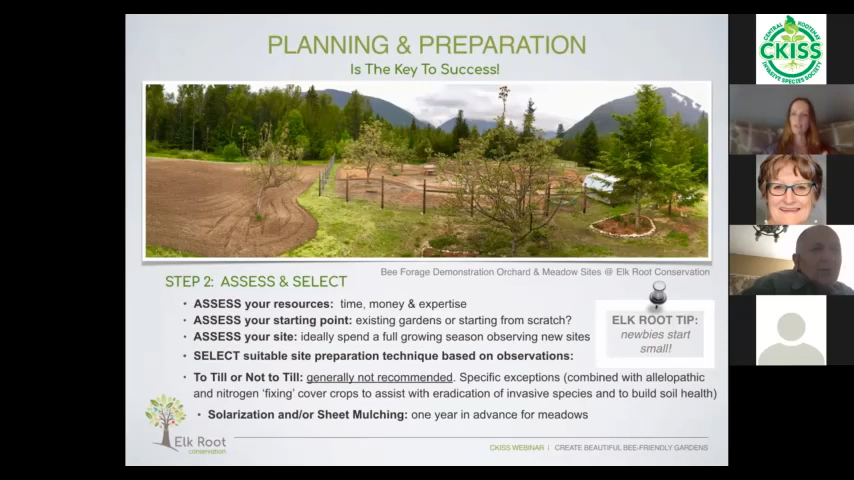 PLANNING & PREPARATION
Is The Key To Success!
Bee Forage Demonstration Orchard & Meadow Sites @ Elk Root Conservation
STEP 2: ASSESS & SELECT
• ASSESS your resources: time, money & expertise
• ASSESS your starting point: existing gardens or starting from scratch?
• ASSESS your site: ideally spend a full growing season observing new sites
• SELECT suitable site preparation technique based on observations:
• To Till or Not to Till: generally not recommended. Specific exceptions (combined with allelopathic
and nitrogen 'fixing' cover crops to assist with eradication of invasive species and to build soil health)
• Solarization and/or Sheet Mulching: one year in advance for meadows
ELK ROOT TIP:
newbies start
small!
Elk Root
conservation
CKISS WEBINAR | CREATE BEAUTIFUL BEE-FRIENDLY GARDENS
CENTRAL KOOTENAY
CKISS
INVASIVE SPECIES SOCIETY